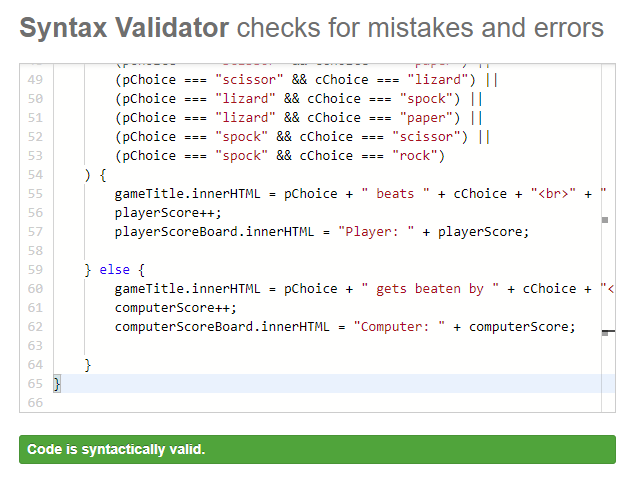 Syntax Validator checks for mistakes and errors
49 (pChoice === "scissor" && cChoice === "lizard") ||
50 (pChoice === "lizard" && cChoice === "spock") ||
51 (pChoice === "lizard" && cChoice === "paper") ||
52 (pChoice === "spock" && cChoice === "scissor") ||
53 (pChoice === "spock" && cChoice === "rock")
54 ) {
55 gameTitle.innerHTML = pChoice + " beats " + cChoice + "<br>" + "
56 playerScore++;
57 playerScoreBoard.innerHTML = "Player: " + playerScore;
58
59 } else {
60 gameTitle.innerHTML = pChoice + " gets beaten by " + cChoice + "<
61 computerScore++;
62 computerScoreBoard.innerHTML = "Computer: " + computerScore;
63
64 }
65 }
66
Code is syntactically valid.